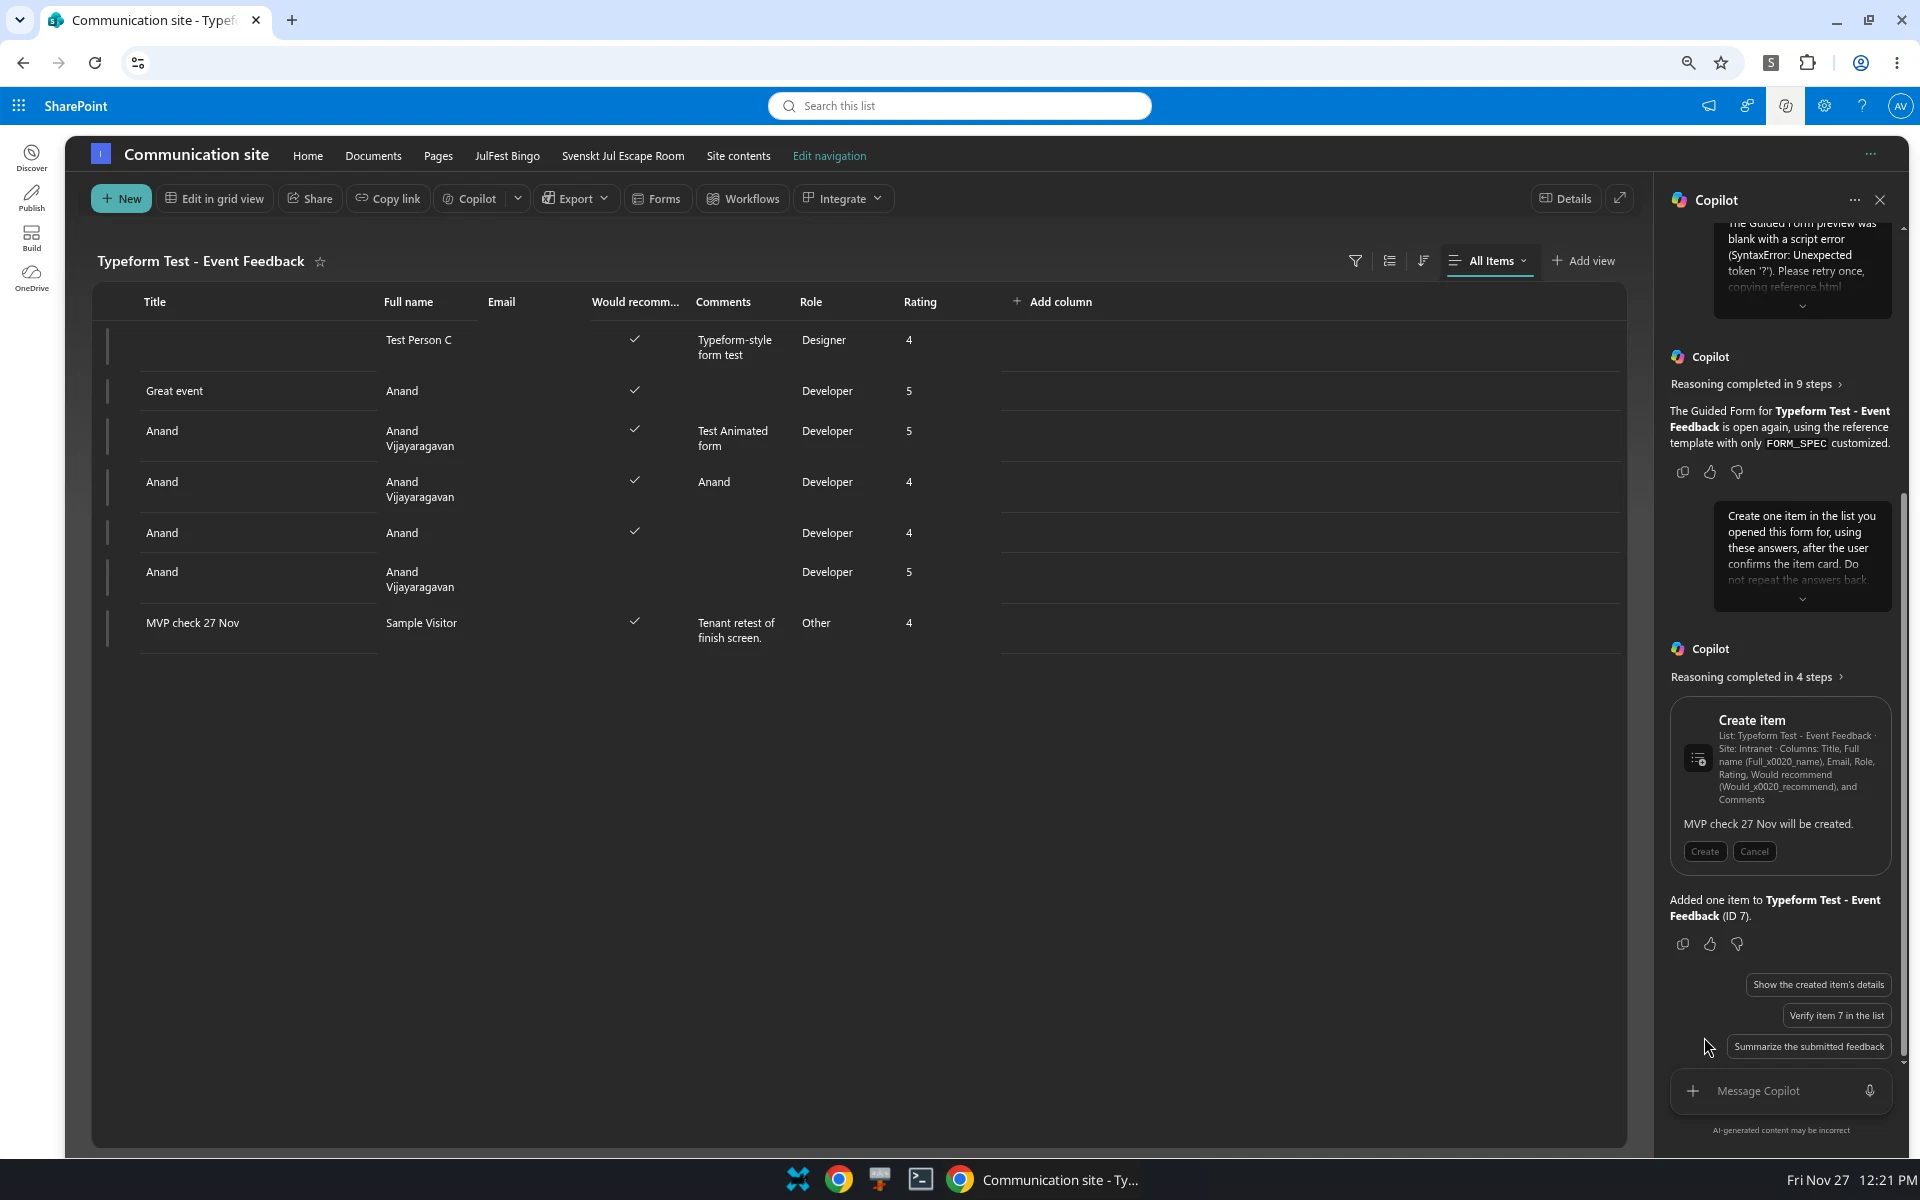 Communication site - Typef
SharePoint
Search this list
AV
Discover
Publish
Build
OneDrive
I
Communication site
Home
Documents
Pages
JulFest Bingo
Svenskt Jul Escape Room
Site contents
Edit navigation
New
Edit in grid view
Share
Copy link
Copilot
Export
Forms
Workflows
Integrate
Details
Typeform Test - Event Feedback
All Items
Add view
Title Full name Email Would recomm... Comments Role Rating Add column
Test Person C Typeform-style Designer 4
form test
Great event Anand Developer 5
Anand Anand Test Animated Developer 5
Vijayaragavan form
Anand Anand Anand Developer 4
Vijayaragavan
Anand Anand Developer 4
Anand Anand Developer 5
Vijayaragavan
MVP check 27 Nov Sample Visitor Tenant retest of Other 4
finish screen.
Copilot
The Guided Form preview was
blank with a script error
(SyntaxError: Unexpected
token '?'). Please retry once,
copying reference.html
Copilot
Reasoning completed in 9 steps
The Guided Form for Typeform Test - Event
Feedback is open again, using the reference
template with only FORM_SPEC customized.
Create one item in the list you
opened this form for, using
these answers, after the user
confirms the item card. Do
not repeat the answers back.
Copilot
Reasoning completed in 4 steps
Create item
List: Typeform Test - Event Feedback ·
Site: Intranet · Columns: Title, Full
name (Full_x0020_name), Email, Role,
Rating, Would recommend
(Would_x0020_recommend), and
Comments
MVP check 27 Nov will be created.
Create
Cancel
Added one item to Typeform Test - Event
Feedback (ID 7).
Show the created item's details
Verify item 7 in the list
Summarize the submitted feedback
Message Copilot
AI-generated content may be incorrect
Communication site - Ty...
Fri Nov 27 12:21 PM